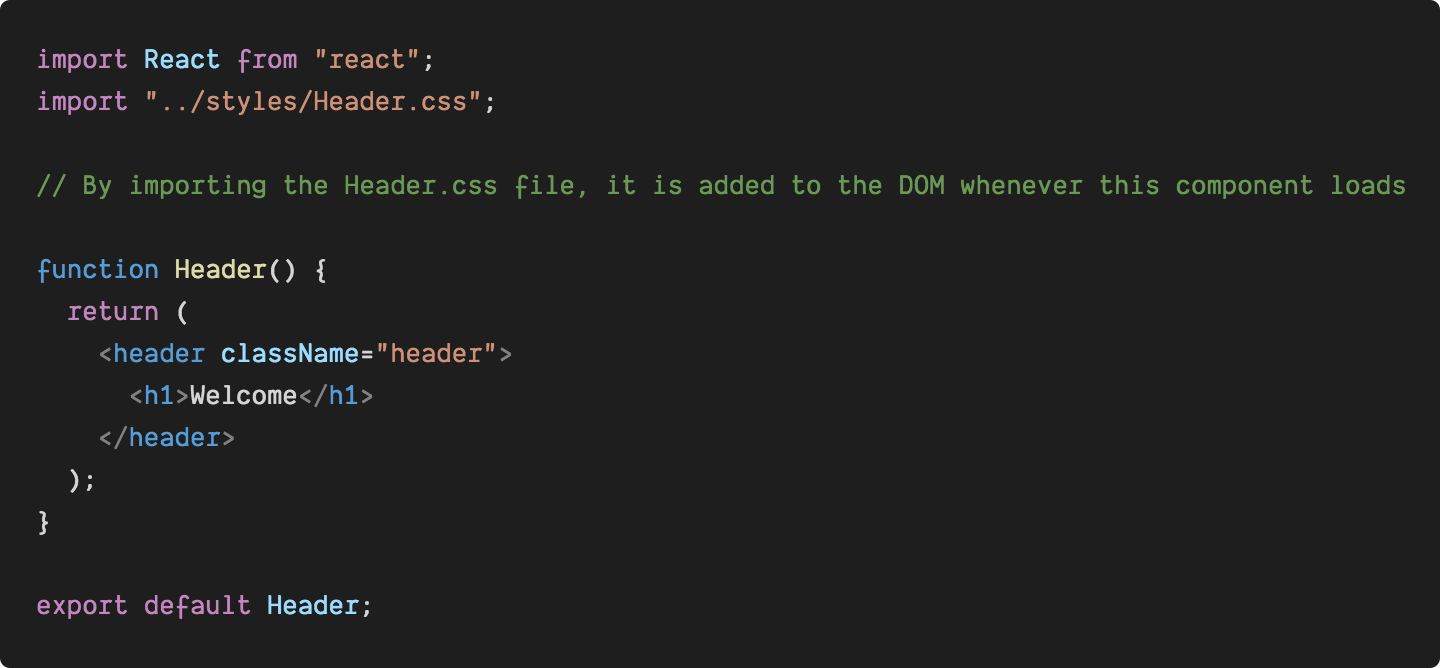 import React from "react";
import "../styles/Header.css";
// By importing the Header.css file, it is added to the DOM whenever this component loads
function Header() {
  return (
    <header className="header">
      <h1>Welcome</h1>
    </header>
  );
}
export default Header;